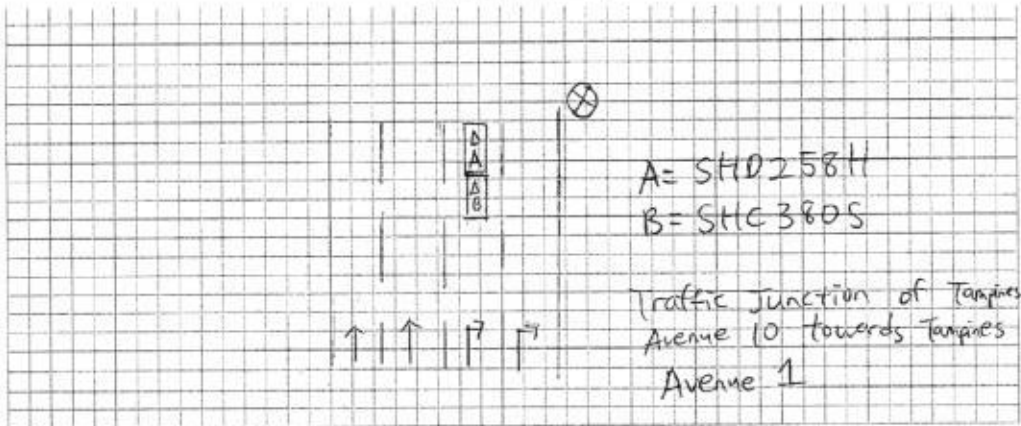 A
B
A= SHD258H
B= SHC380S
Traffic Junction of Tampines
Avenue 10 towards Tampines
Avenue 1